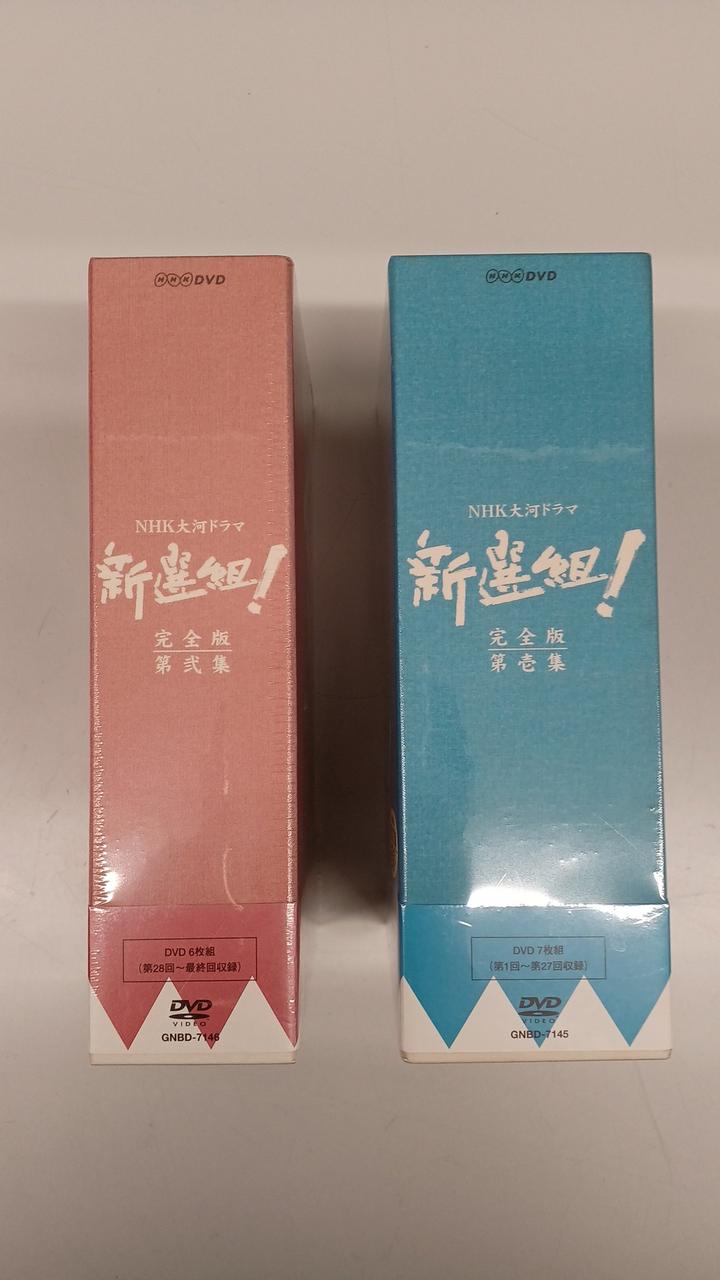 NHK DVD
NHK大河ドラマ
新選組!
完全版
第弐集
DVD 6枚組
(第28回〜最終回収録)
DVD
VIDEO
GNBD-7146
NHK DVD
NHK大河ドラマ
新選組!
完全版
第壱集
DVD 7枚組
(第1回〜第27回収録)
DVD
VIDEO
GNBD-7145